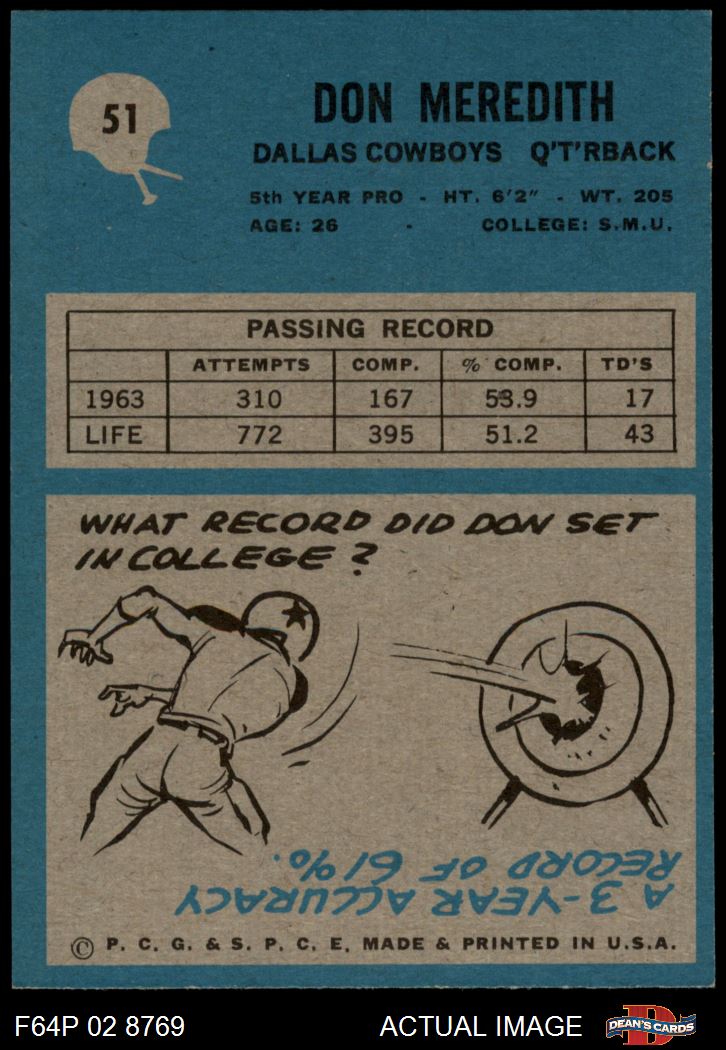 51
DON MEREDITH
DALLAS COWBOYS Q'T'RBACK
5th YEAR PRO - HT. 6'2" - WT. 205
AGE: 26 - COLLEGE: S.M.U.
PASSING RECORD
ATTEMPTS COMP. % COMP. TD'S
1963 310 167 53.9 17
LIFE 772 395 51.2 43
WHAT RECORD DID DON SET
IN COLLEGE ?
A 3-YEAR ACCURACY
RECORD OF 61%.
© P. C. G. & S. P. C. E. MADE & PRINTED IN U.S.A.
F64P 02 8769 ACTUAL IMAGE D DEAN'S CARDS